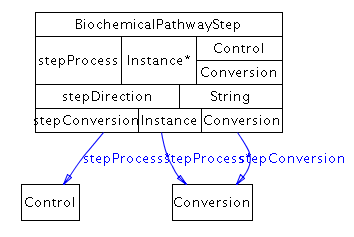 BiochemicalPathwayStep
stepProcess Instance* Control
Conversion
stepDirection String
stepConversion Instance Conversion
stepProcess stepProcess stepConversion
Control Conversion